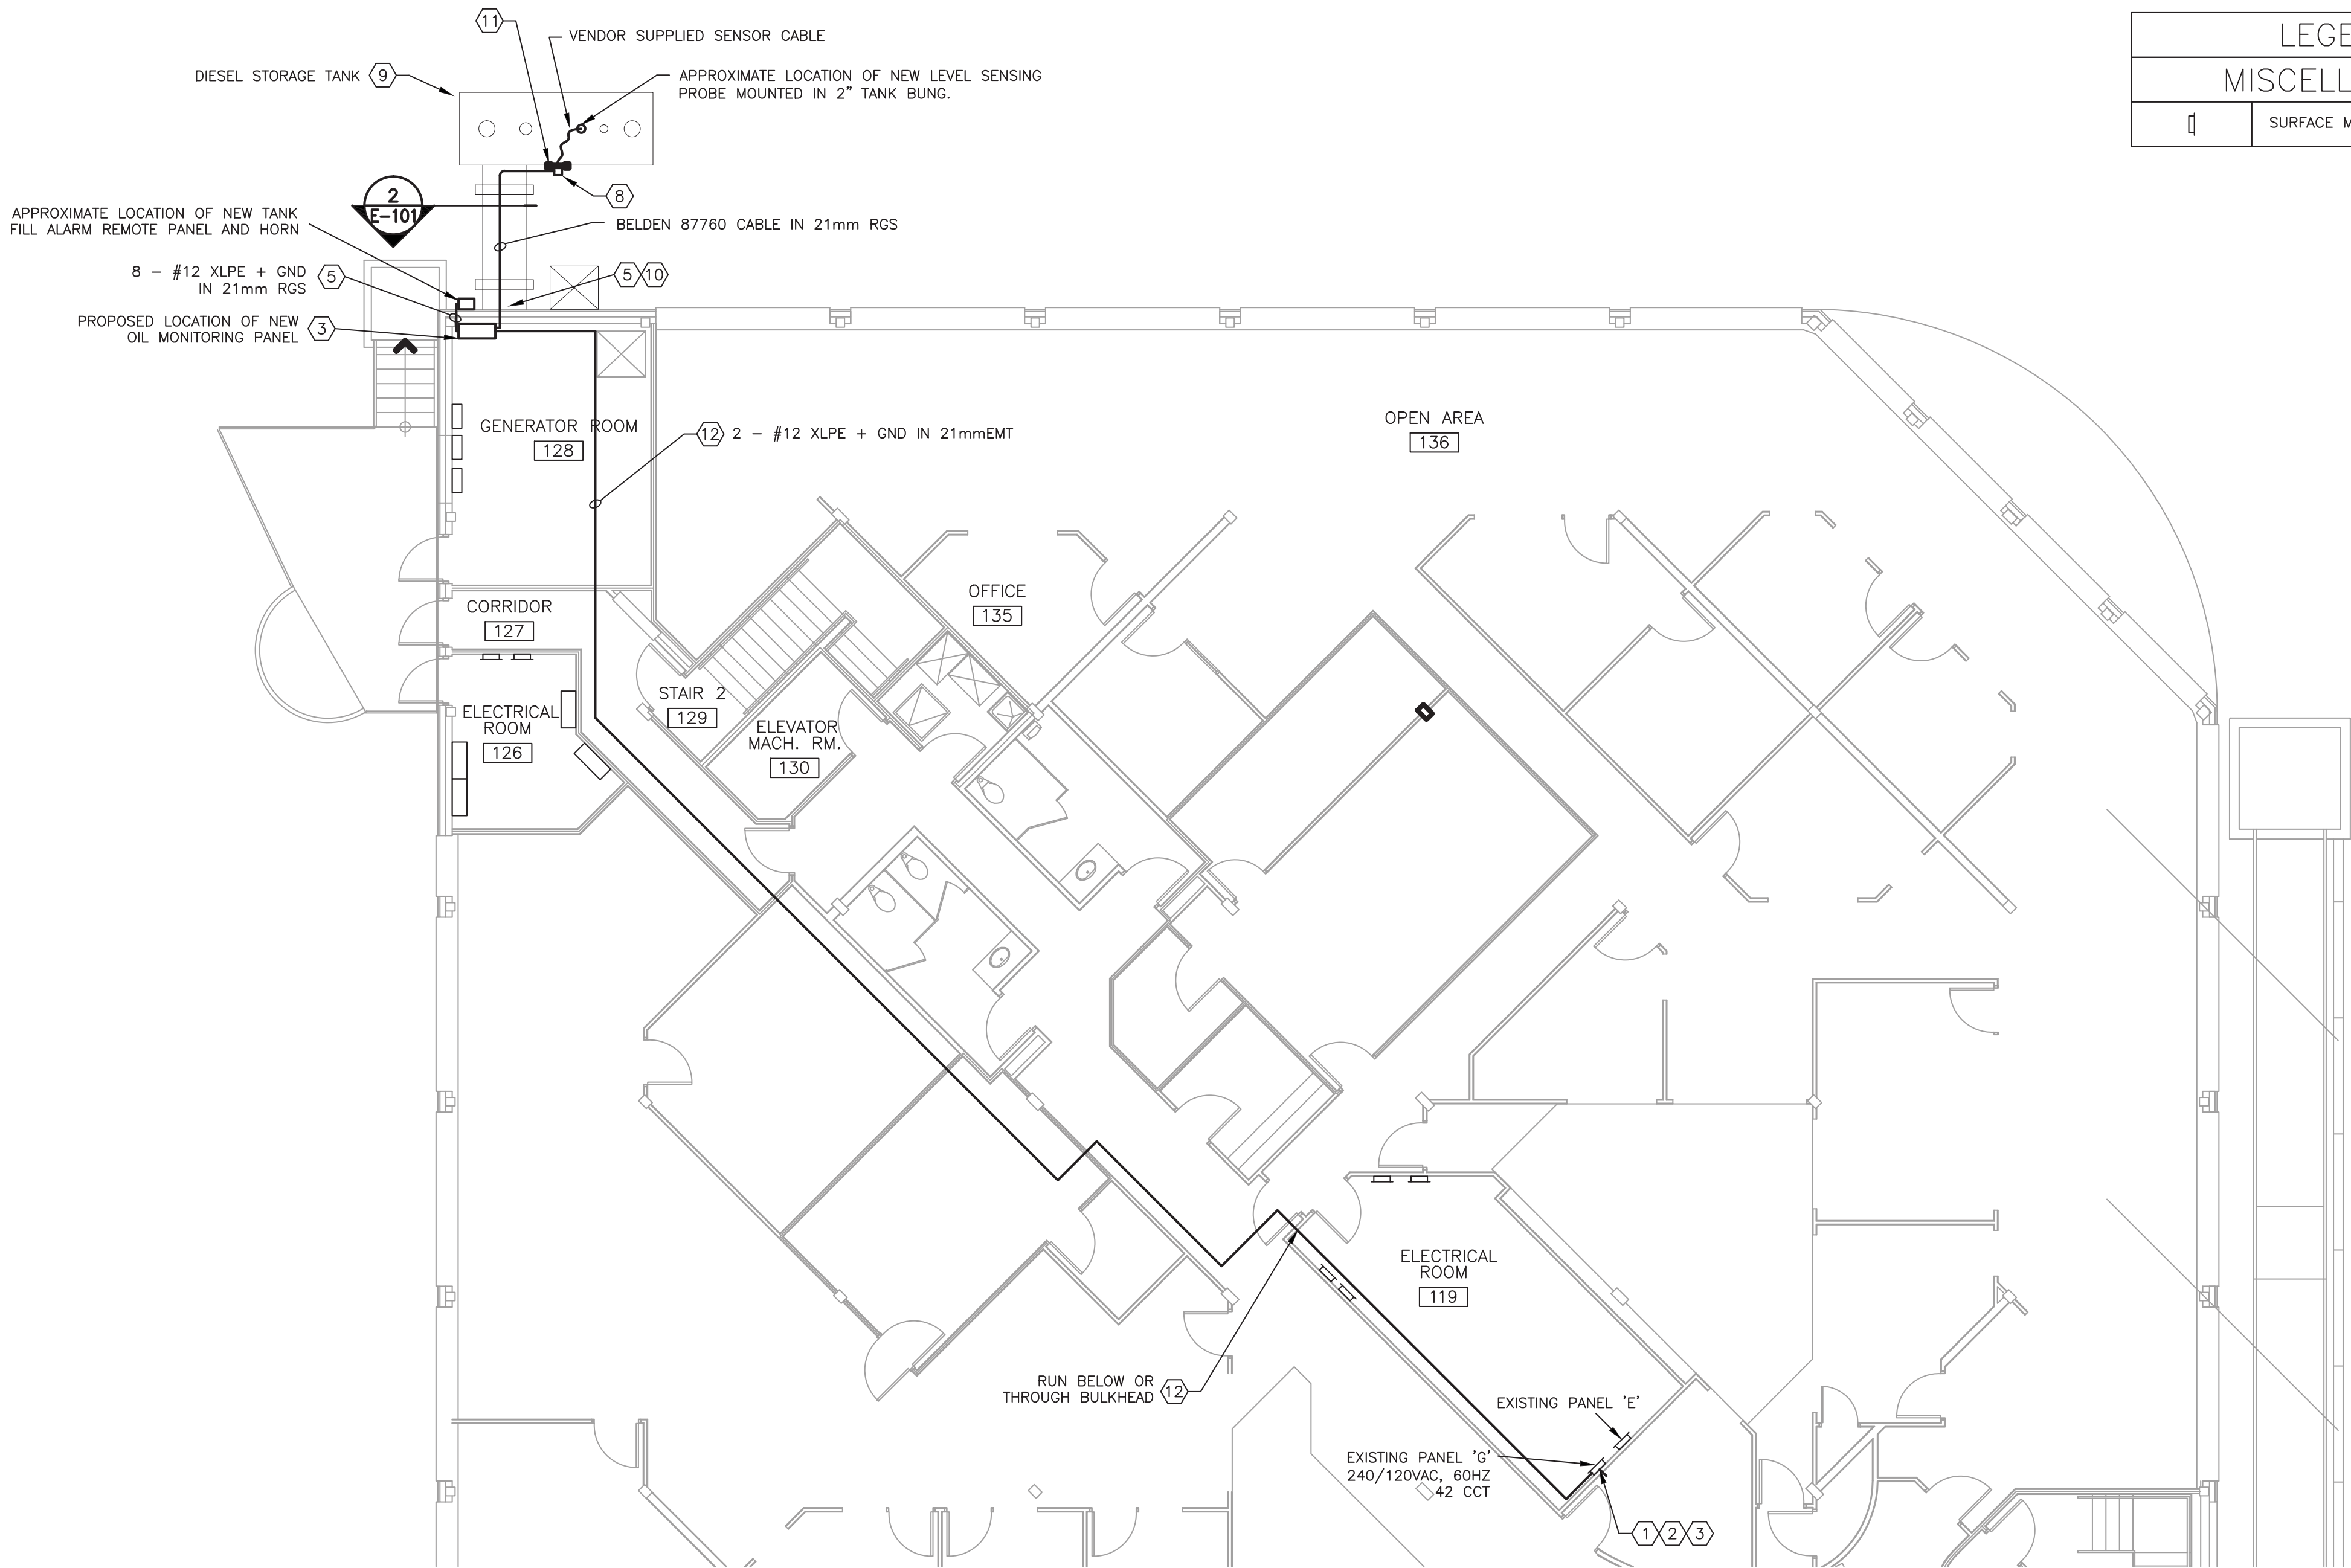 11
VENDOR SUPPLIED SENSOR CABLE
DIESEL STORAGE TANK 9
APPROXIMATE LOCATION OF NEW LEVEL SENSING
PROBE MOUNTED IN 2" TANK BUNG.
LEGE
MISCELL
SURFACE M
8
2
E-101
APPROXIMATE LOCATION OF NEW TANK
FILL ALARM REMOTE PANEL AND HORN
BELDEN 87760 CABLE IN 21mm RGS
8 - #12 XLPE + GND 5
IN 21mm RGS
5 10
PROPOSED LOCATION OF NEW 3
OIL MONITORING PANEL
GENERATOR ROOM
128
12 2 - #12 XLPE + GND IN 21mmEMT
OPEN AREA
136
OFFICE
135
CORRIDOR
127
STAIR 2
129
ELECTRICAL
ROOM
126
ELEVATOR
MACH. RM.
130
ELECTRICAL
ROOM
119
RUN BELOW OR
THROUGH BULKHEAD 12
EXISTING PANEL 'E'
EXISTING PANEL 'G'
240/120VAC, 60HZ
42 CCT
1 2 3